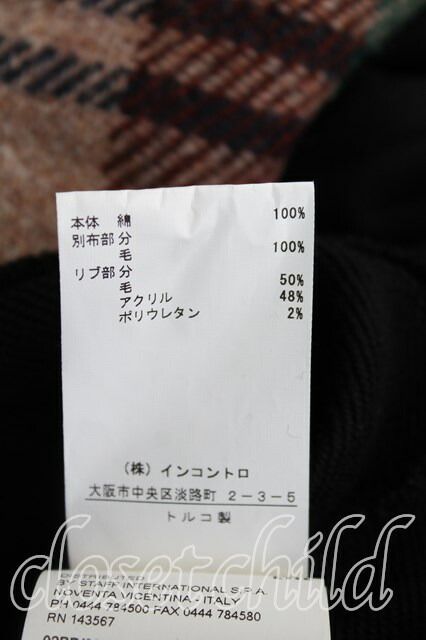 本体 綿 100%
別布部分
毛 100%
リブ部分
毛 50%
アクリル 48%
ポリウレタン 2%
(株) インコントロ
大阪市中央区淡路町 2-3-5
トルコ製
closetchild
DISTRIBUTED
BY STAFF INTERNATIONAL S.P.A.
NOVENTA VICENTINA - ITALY
PH 0444 784500 FAX 0444 784580
RN 143567